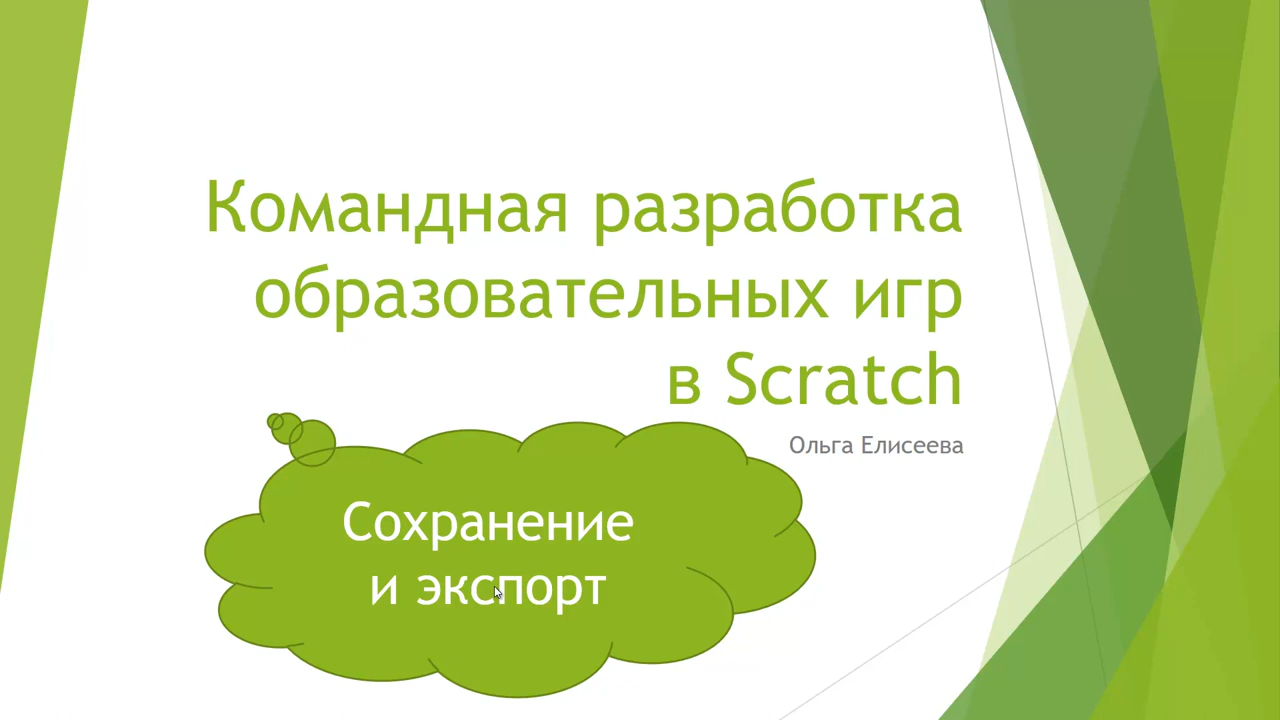 Командная разработка
образовательных игр
в Scratch
Ольга Елисеева
Сохранение
и экспорт